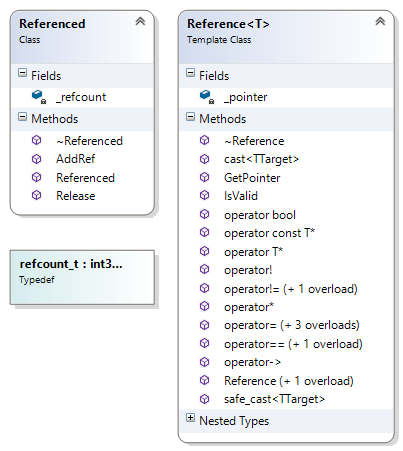 Referenced
Class
Fields
_refcount
Methods
~Referenced
AddRef
Referenced
Release
refcount_t : int3...
Typedef
Reference<T>
Template Class
Fields
_pointer
Methods
~Reference
cast<TTarget>
GetPointer
IsValid
operator bool
operator const T*
operator T*
operator!
operator!= (+ 1 overload)
operator*
operator= (+ 3 overloads)
operator== (+ 1 overload)
operator->
Reference (+ 1 overload)
safe_cast<TTarget>
Nested Types